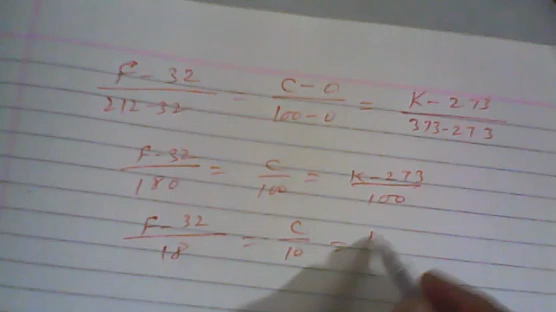 F - 32 / 212-32 = C - 0 / 100 - 0 = K - 273 / 373-273
F-32 / 180 = C / 100 = K - 273 / 100
F - 32 / 18 = C / 10 =